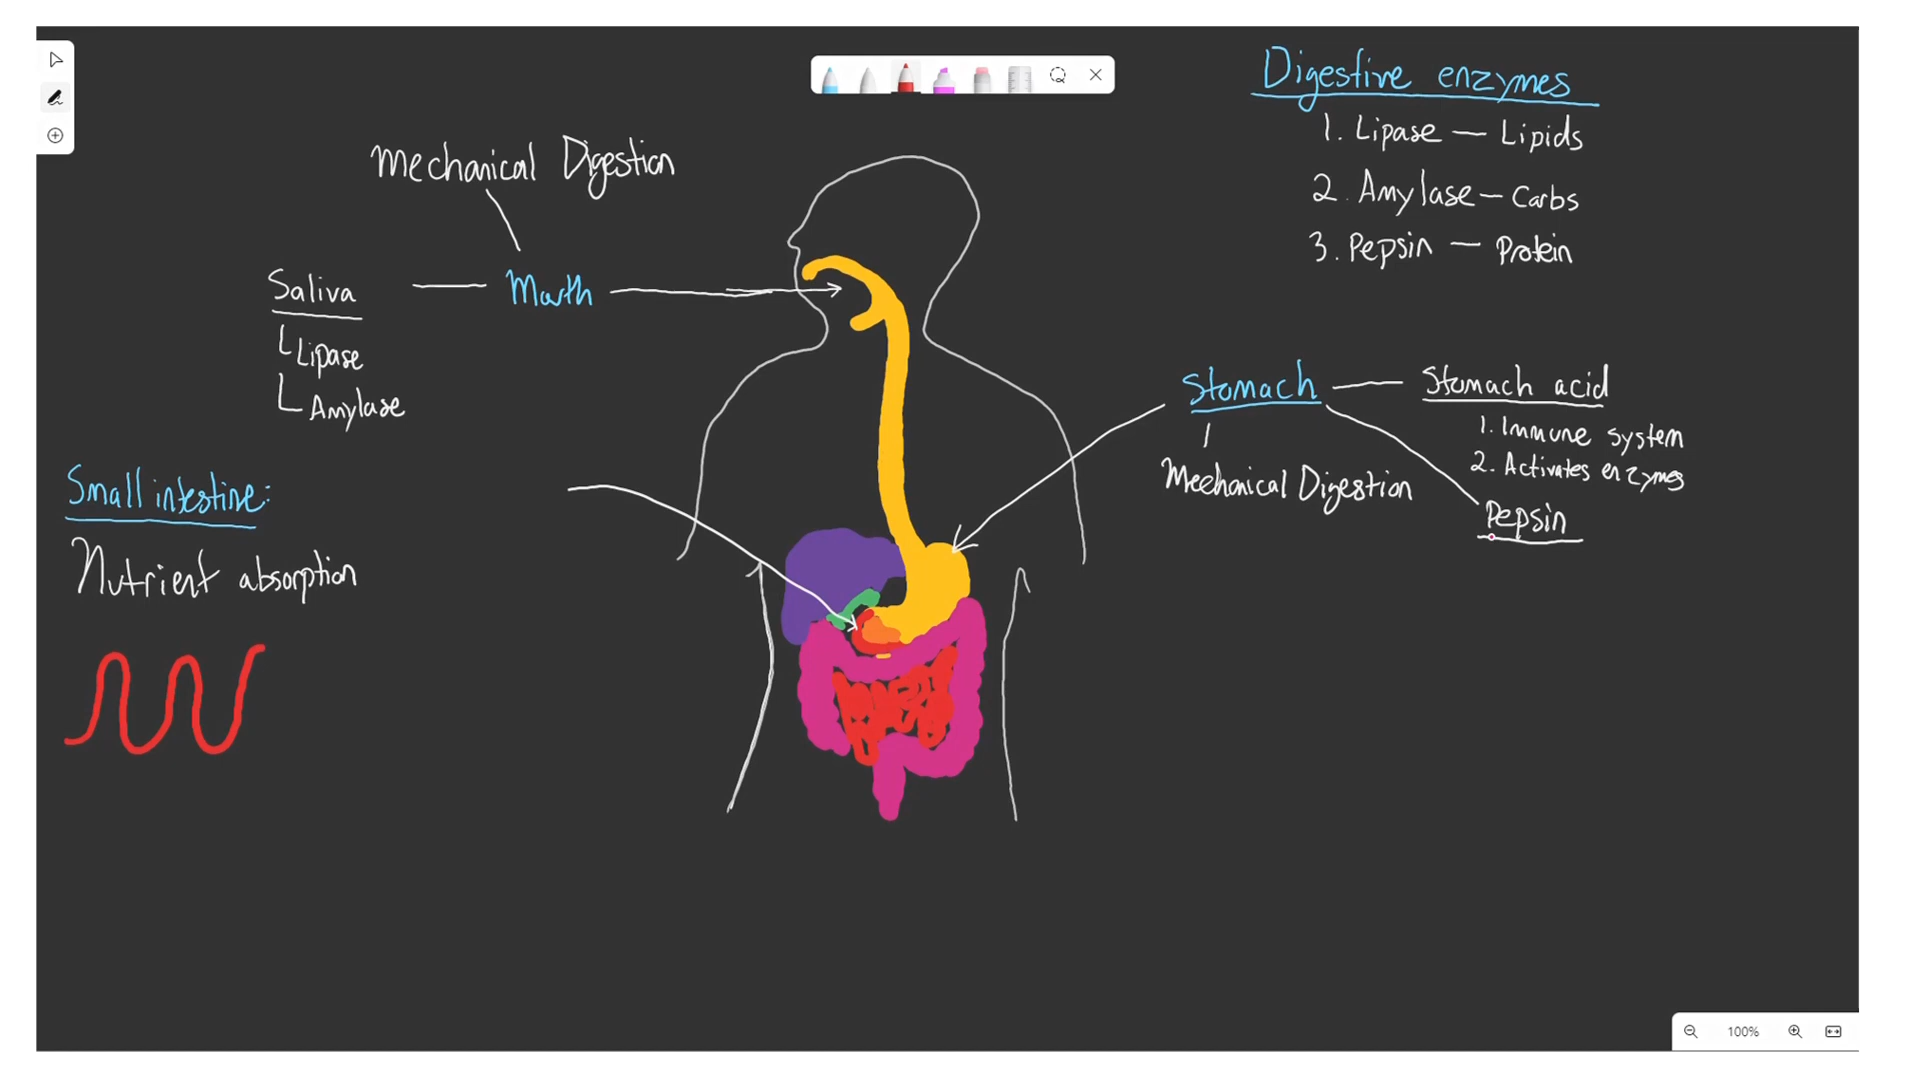 Digestive enzymes
1. Lipase — Lipids
2. Amylase — Carbs
3. Pepsin — Protein
Mechanical Digestion
Saliva — Mouth
Lipase
Amylase
Stomach — Stomach acid
1. Immune system
2. Activates enzymes
Mechanical Digestion
Pepsin
Small intestine:
Nutrient absorption
100%